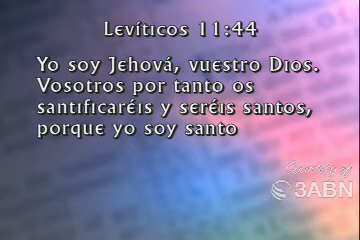 Levíticos 11:44
Yo soy Jehová, vuestro Dios.
Vosotros por tanto os
santificaréis y seréis santos,
porque yo soy santo
Courtesy of
3ABN